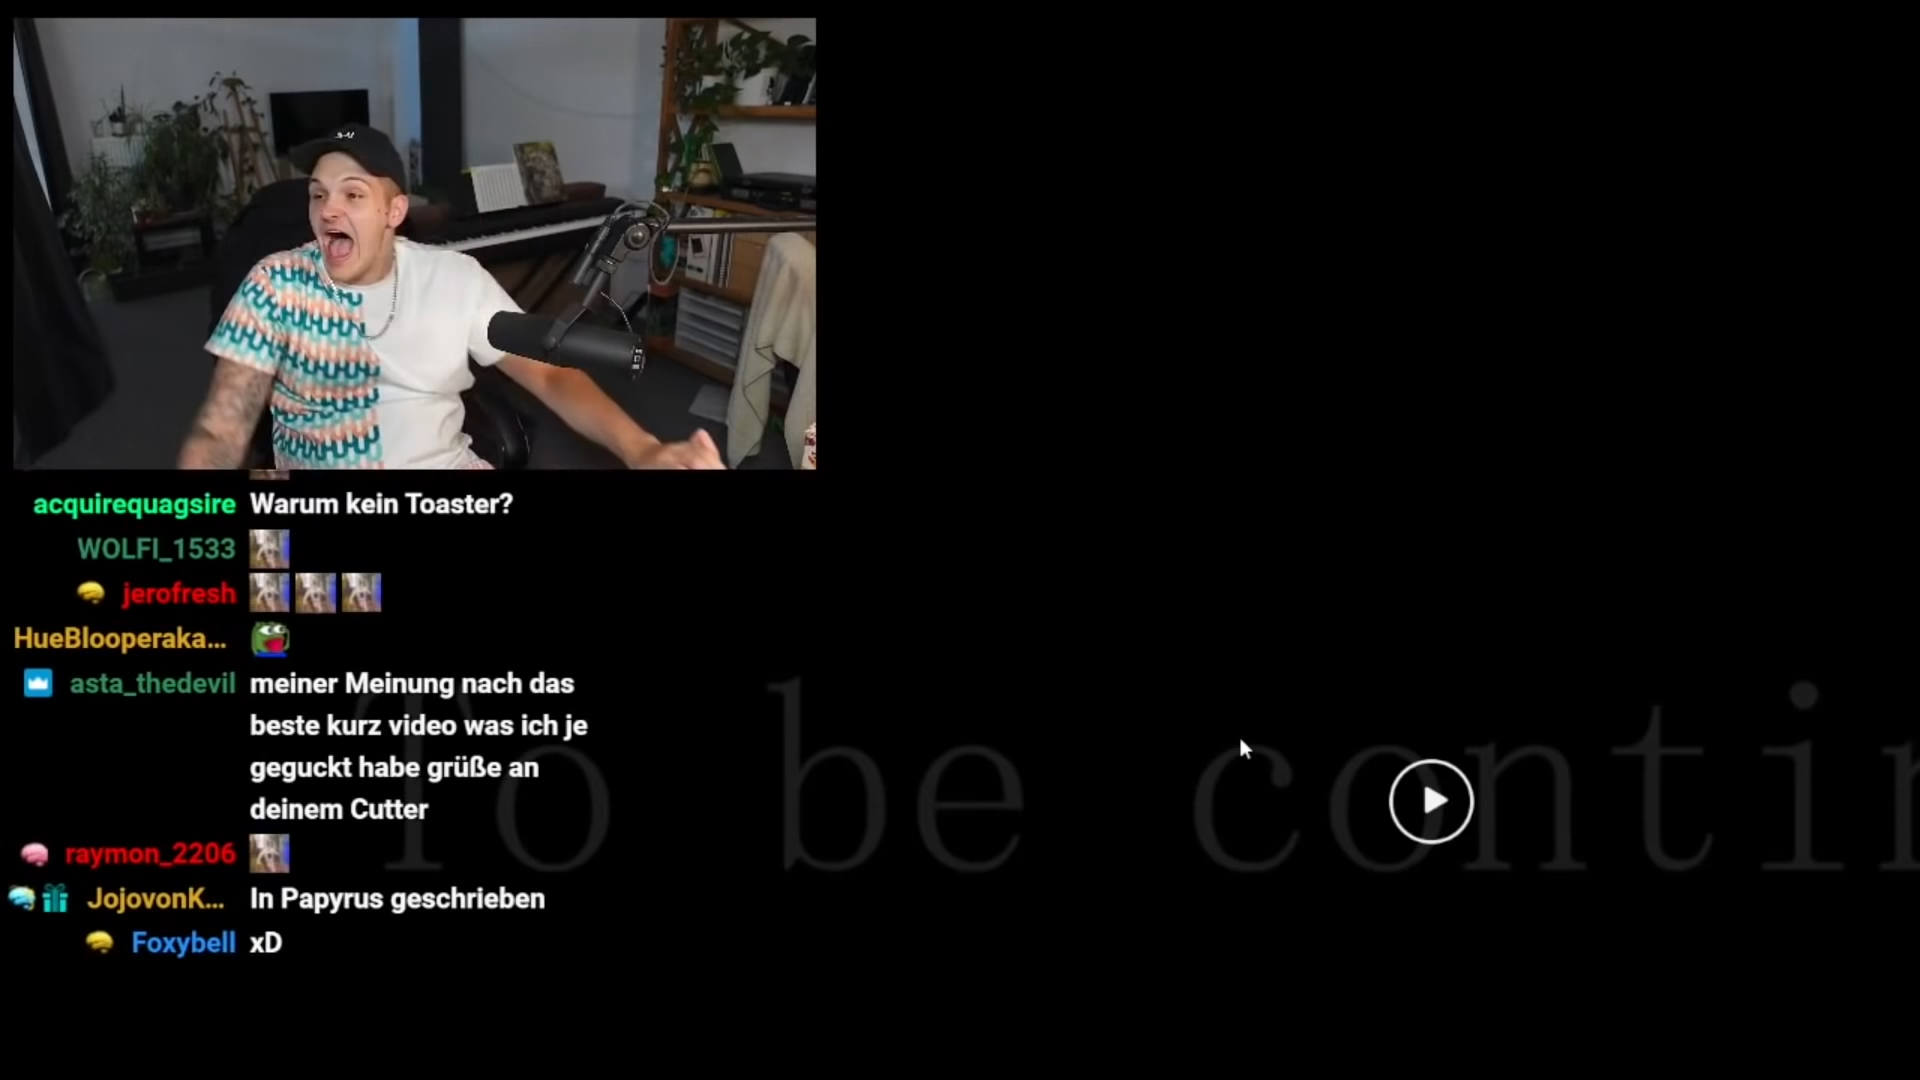 acquirequagsire Warum kein Toaster?
WOLFI_1533
jerofresh
HueBlooperaka...
asta_thedevil meiner Meinung nach das
beste kurz video was ich je
geguckt habe grüße an
deinem Cutter
To be contin
raymon_2206
JojovonK... In Papyrus geschrieben
Foxybell xD